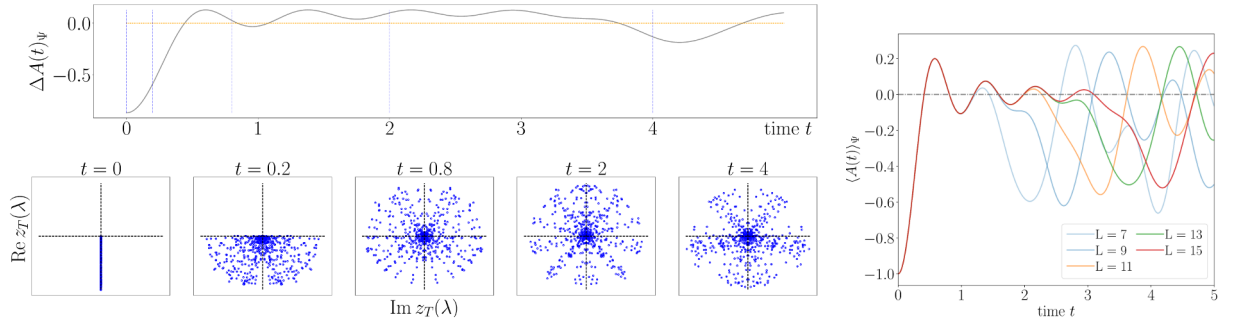 ΔA(t)_Ψ
0.0
−0.5
0
1
2
3
4
time t
t = 0
t = 0.2
t = 0.8
t = 2
t = 4
Re z_T(λ)
Im z_T(λ)
⟨A(t)⟩_Ψ
0.2
0.0
−0.2
−0.4
−0.6
−0.8
−1.0
L = 7
L = 13
L = 9
L = 15
L = 11
0
1
2
3
4
5
time t